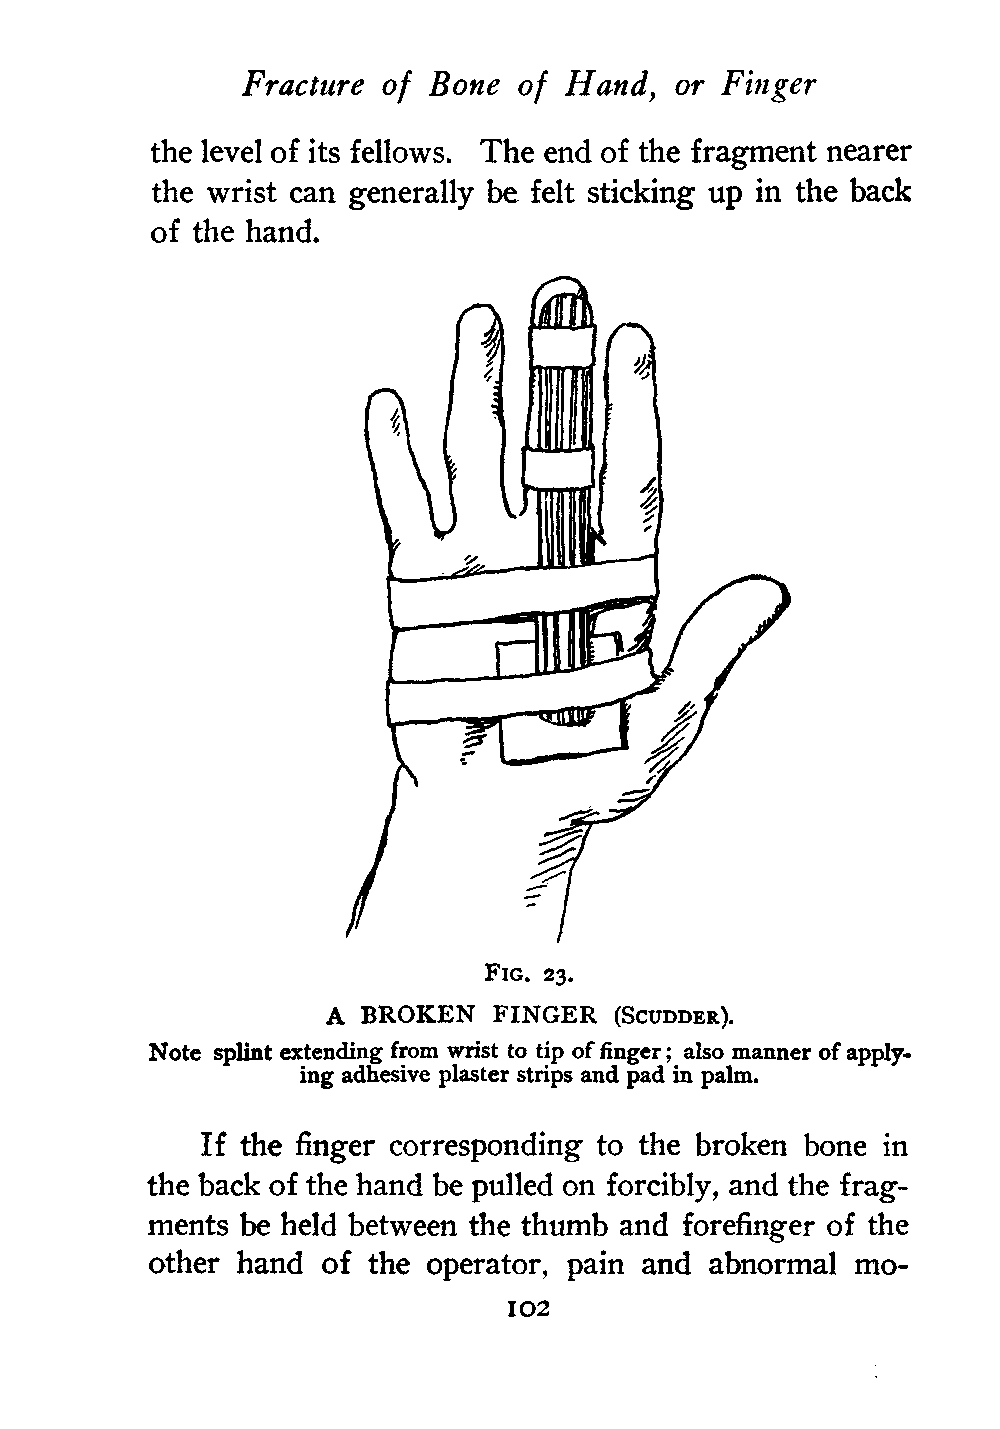 Fracture of Bone of Hand, or Finger
the level of its fellows. The end of the fragment nearer
the wrist can generally be felt sticking up in the back
of the hand.
Fig. 23.
A BROKEN FINGER (Scudder).
Note splint extending from wrist to tip of finger; also manner of apply-
ing adhesive plaster strips and pad in palm.
If the finger corresponding to the broken bone in
the back of the hand be pulled on forcibly, and the frag-
ments be held between the thumb and forefinger of the
other hand of the operator, pain and abnormal mo-
102